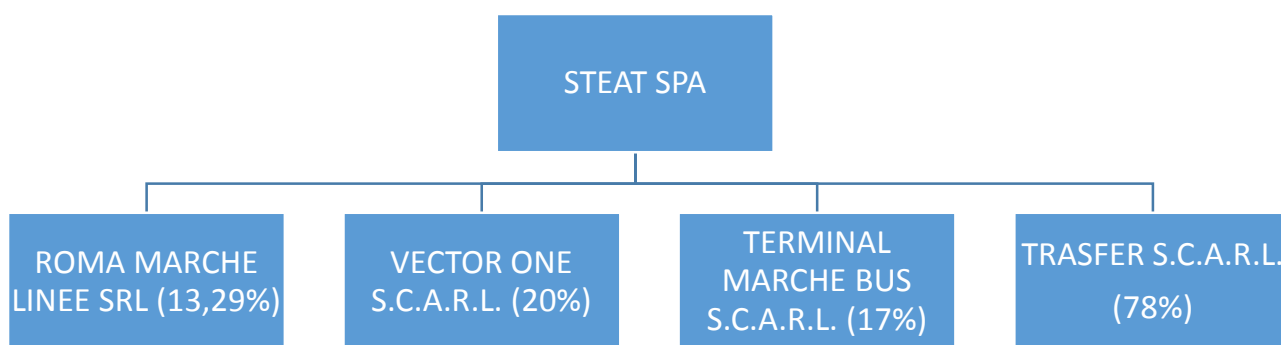 STEAT SPA
ROMA MARCHE
LINEE SRL (13,29%)
VECTOR ONE
S.C.A.R.L. (20%)
TERMINAL
MARCHE BUS
S.C.A.R.L. (17%)
TRASFER S.C.A.R.L.
(78%)